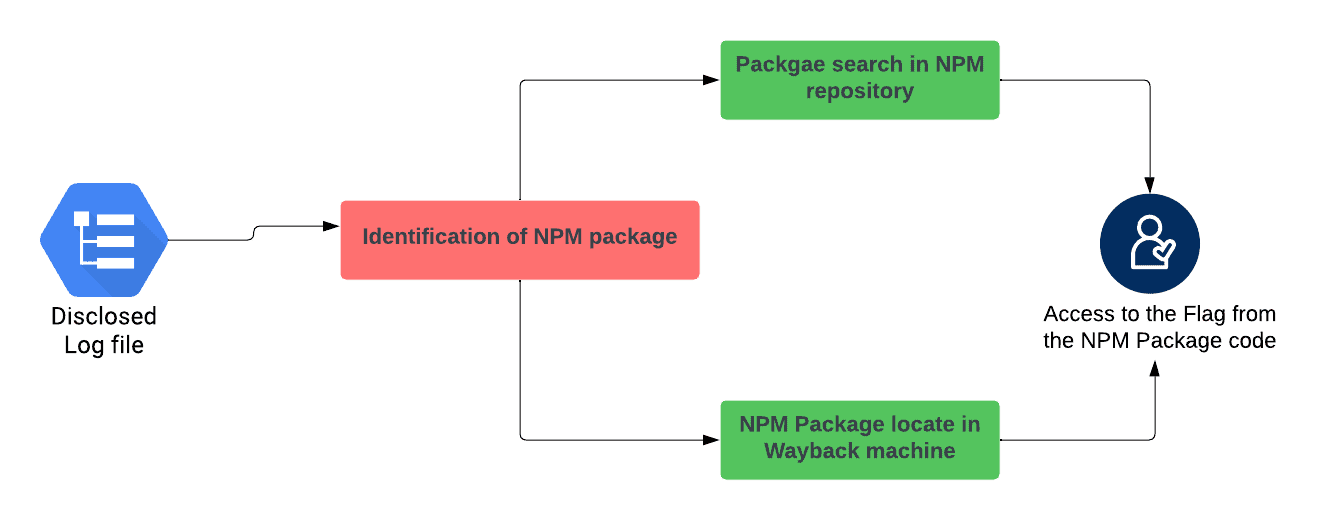 Disclosed
Log file
Identification of NPM package
Packgae search in NPM
repository
NPM Package locate in
Wayback machine
Access to the Flag from
the NPM Package code